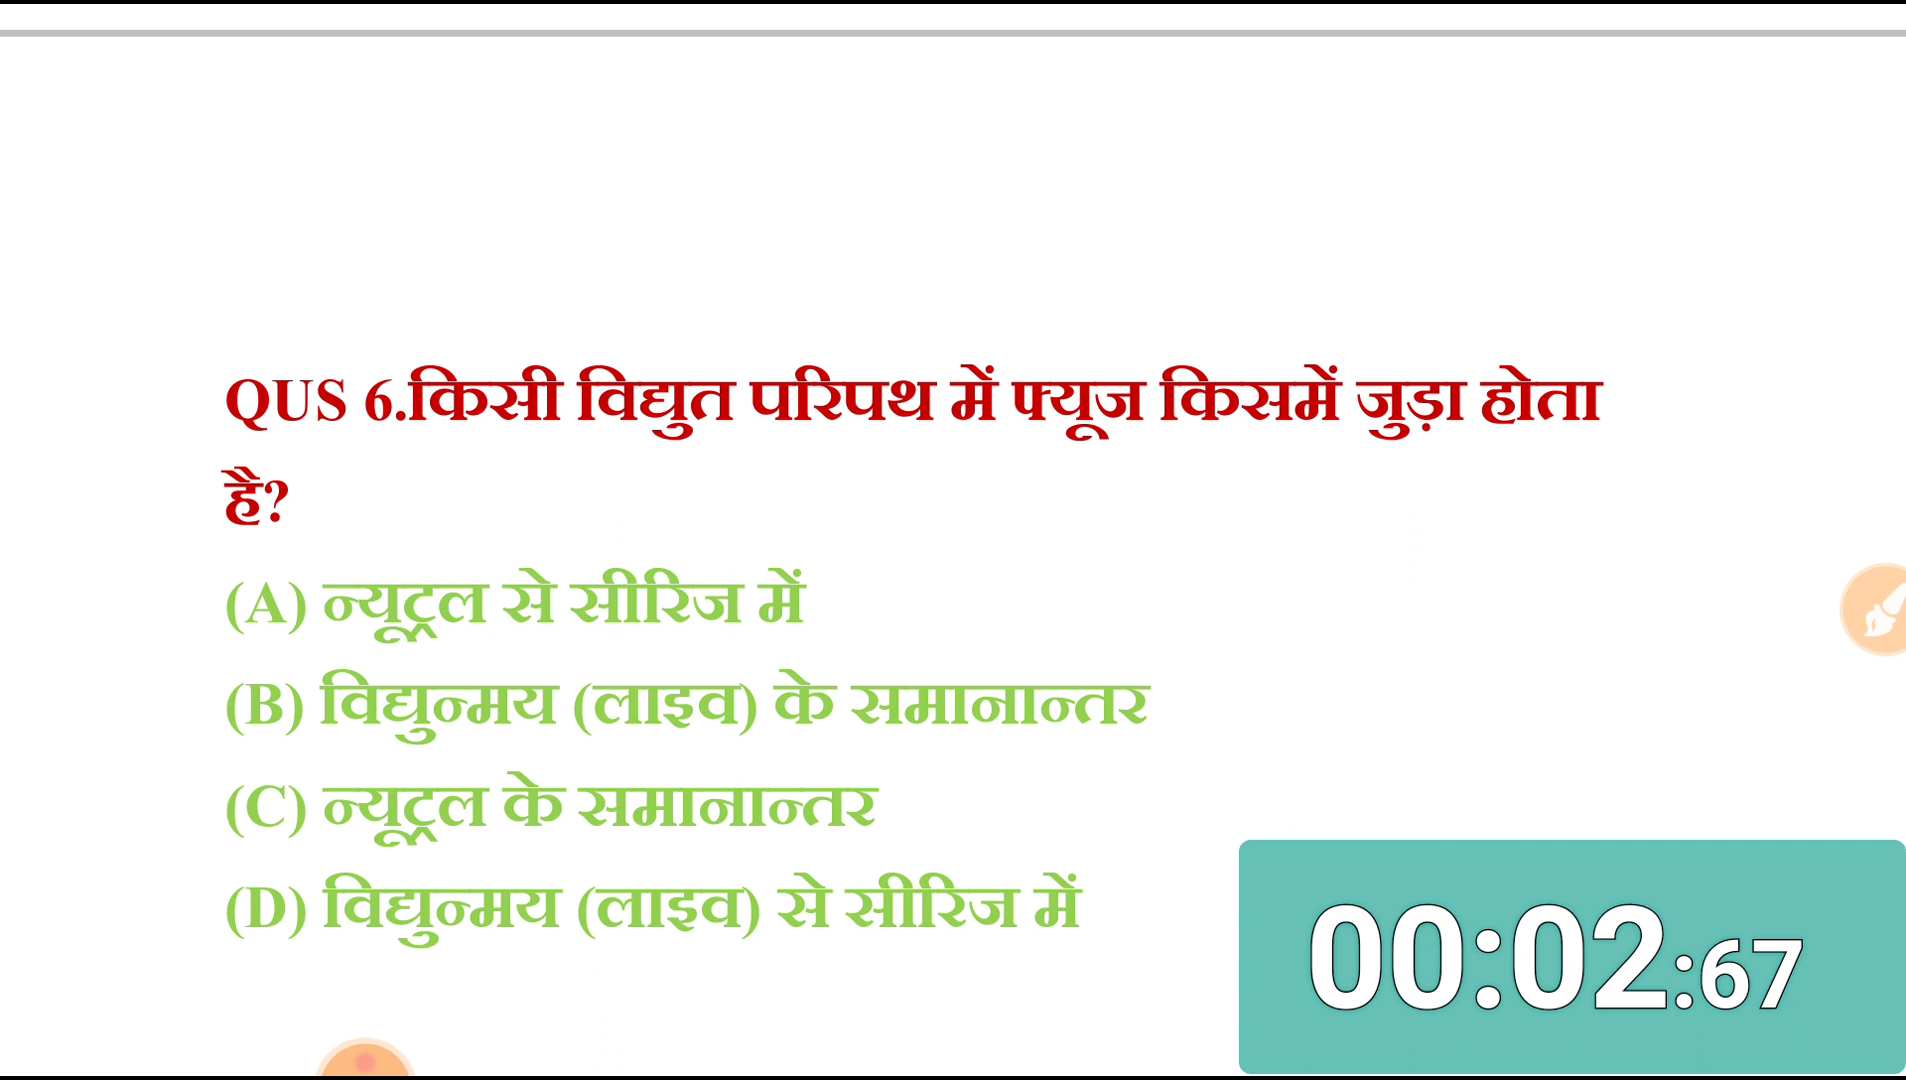 QUS 6.किसी विद्युत परिपथ में फ्यूज किसमें जुड़ा होता
है?
(A) न्यूट्रल से सीरिज में
(B) विद्युन्मय (लाइव) के समानान्तर
(C) न्यूट्रल के समानान्तर
(D) विद्युन्मय (लाइव) से सीरिज में
00:02:67